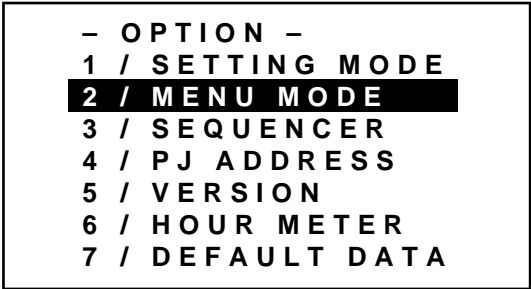 – OPTION –
1 / SETTING MODE
2 / MENU MODE
3 / SEQUENCER
4 / PJ ADDRESS
5 / VERSION
6 / HOUR METER
7 / DEFAULT DATA